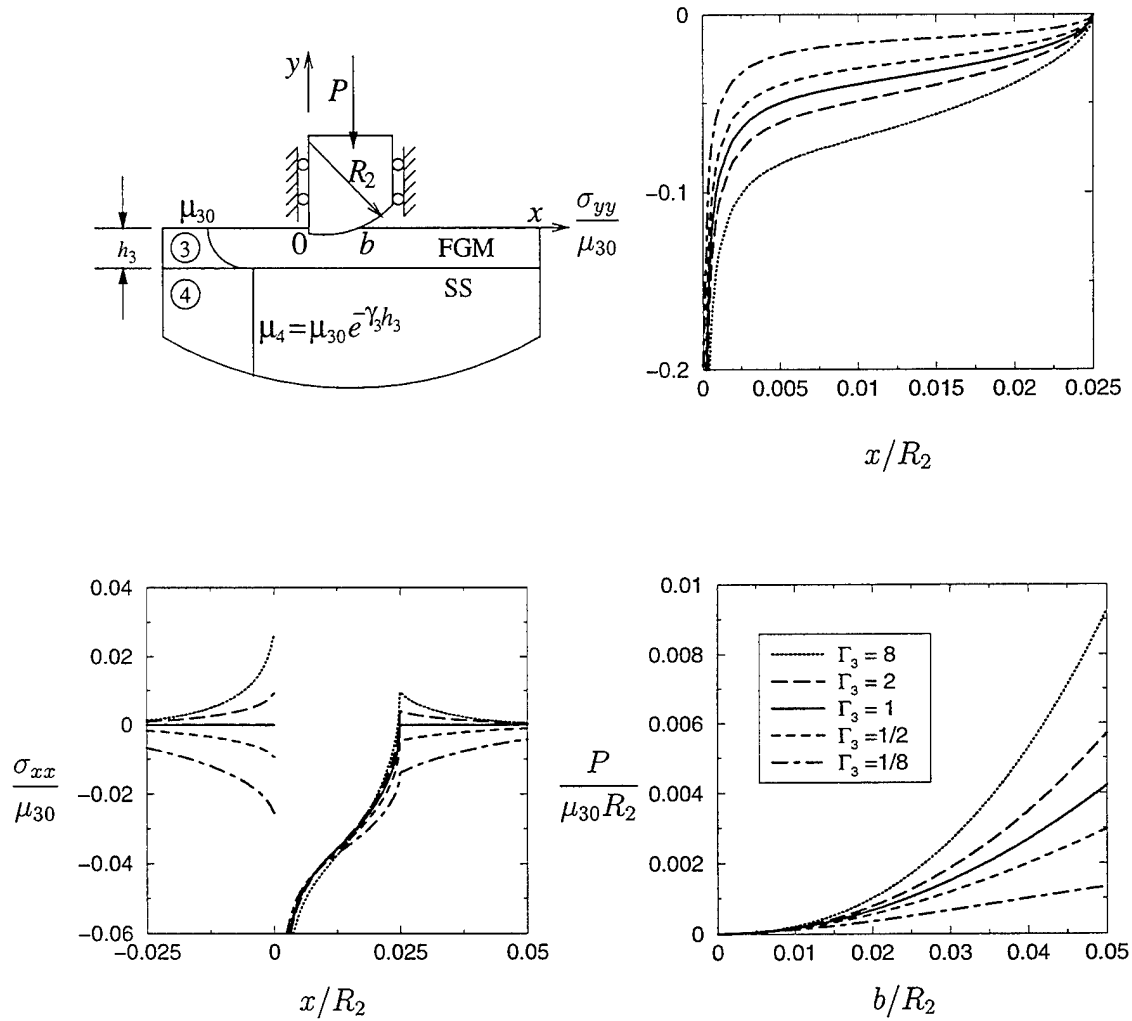 y
P
R₂
μ₃₀
x
0
b
FGM
h₃
③
SS
④
μ₄=μ₃₀e^{-γ₃h₃}
σ_yy/μ₃₀
0
-0.1
-0.2
0 0.005 0.01 0.015 0.02 0.025
x/R₂
σ_xx/μ₃₀
0.04
0.02
0
-0.02
-0.04
-0.06
-0.025 0 0.025 0.05
x/R₂
P/μ₃₀R₂
0.01
0.008
0.006
0.004
0.002
0
Γ₃ = 8
Γ₃ = 2
Γ₃ = 1
Γ₃ =1/2
Γ₃ =1/8
0 0.01 0.02 0.03 0.04 0.05
b/R₂